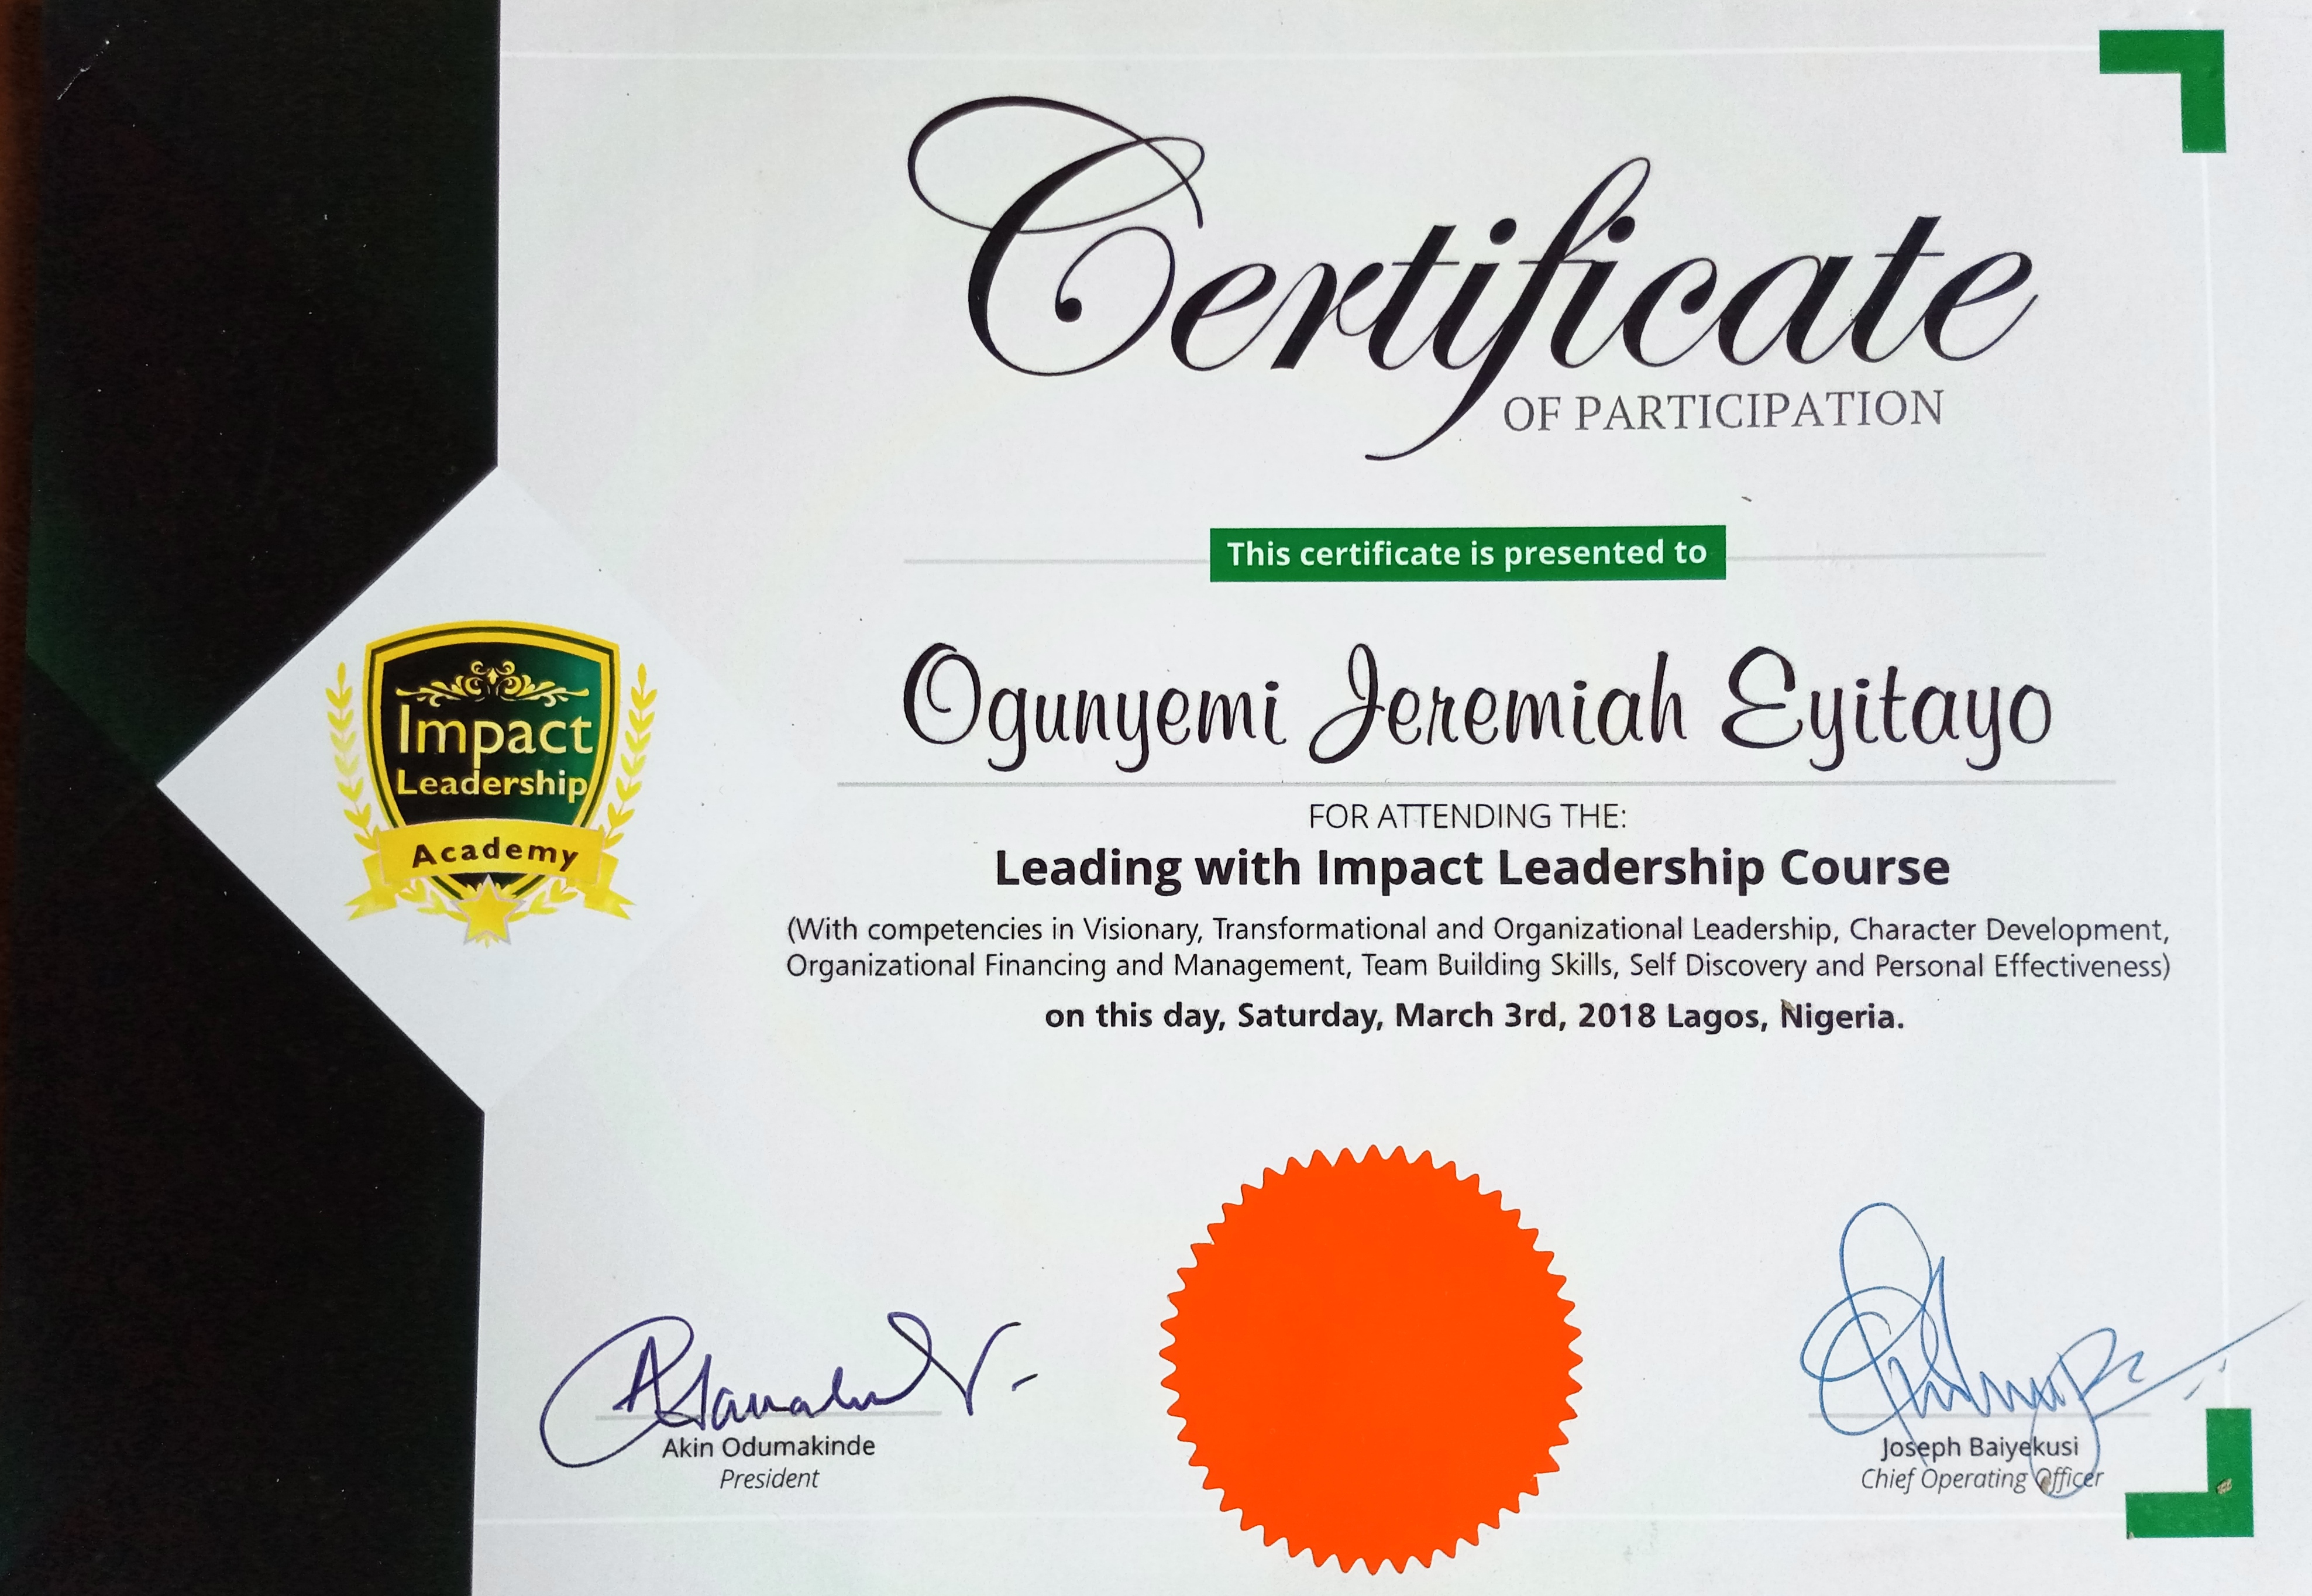 Certificate
OF PARTICIPATION
This certificate is presented to
Ogunyemi Jeremiah Eyitayo
Impact
Leadership
Academy
FOR ATTENDING THE:
Leading with Impact Leadership Course
(With competencies in Visionary, Transformational and Organizational Leadership, Character Development,
Organizational Financing and Management, Team Building Skills, Self Discovery and Personal Effectiveness)
on this day, Saturday, March 3rd, 2018 Lagos, Nigeria.
Akin Odumakinde
President
Joseph Baiyekusi
Chief Operating Officer